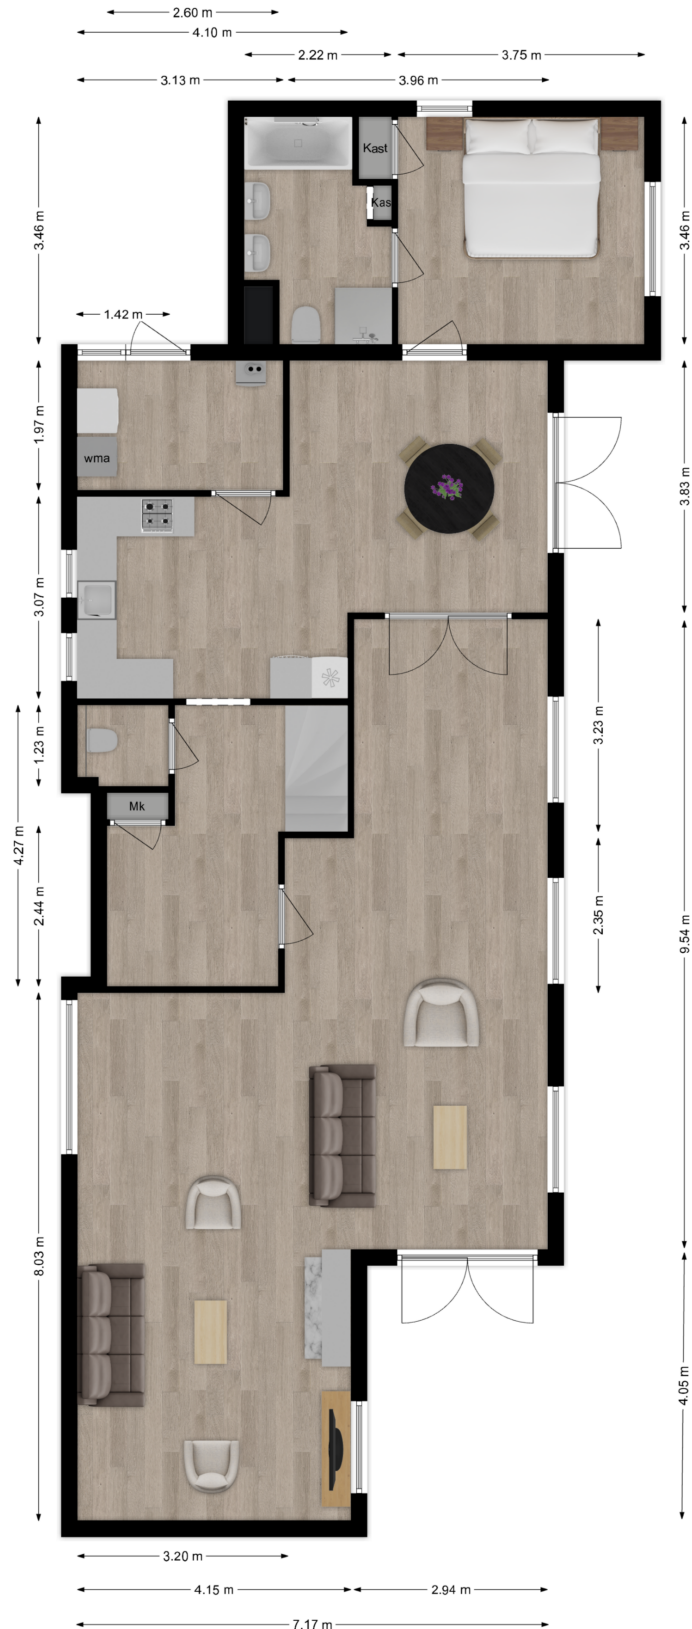 2.60 m
4.10 m
2.22 m
3.75 m
3.13 m
3.96 m
3.46 m
Kast
Kas
3.46 m
1.42 m
1.97 m
wma
3.83 m
3.07 m
1.23 m
3.23 m
Mk
4.27 m
2.44 m
2.35 m
9.54 m
8.03 m
4.05 m
3.20 m
4.15 m
2.94 m
7.17 m